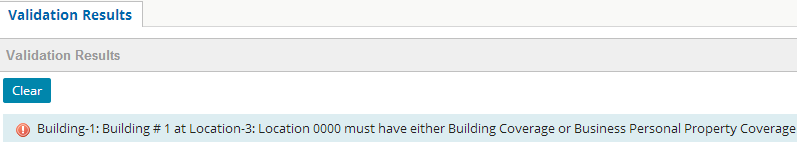 Validation Results
Validation Results
Clear
Building-1: Building # 1 at Location-3: Location 0000 must have either Building Coverage or Business Personal Property Coverage